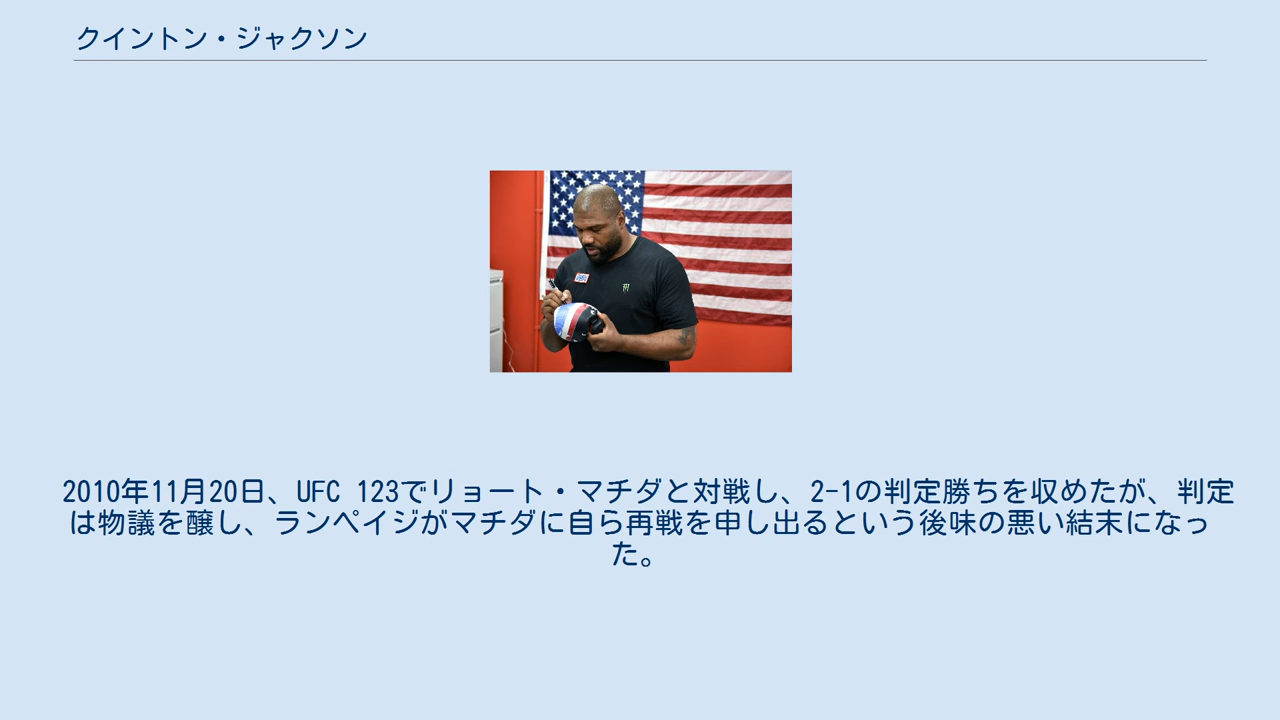 クイントン・ジャクソン
2010年11月20日、UFC 123でリョート・マチダと対戦し、2-1の判定勝ちを収めたが、判定
は物議を醸し、ランペイジがマチダに自ら再戦を申し出るという後味の悪い結末になっ
た。